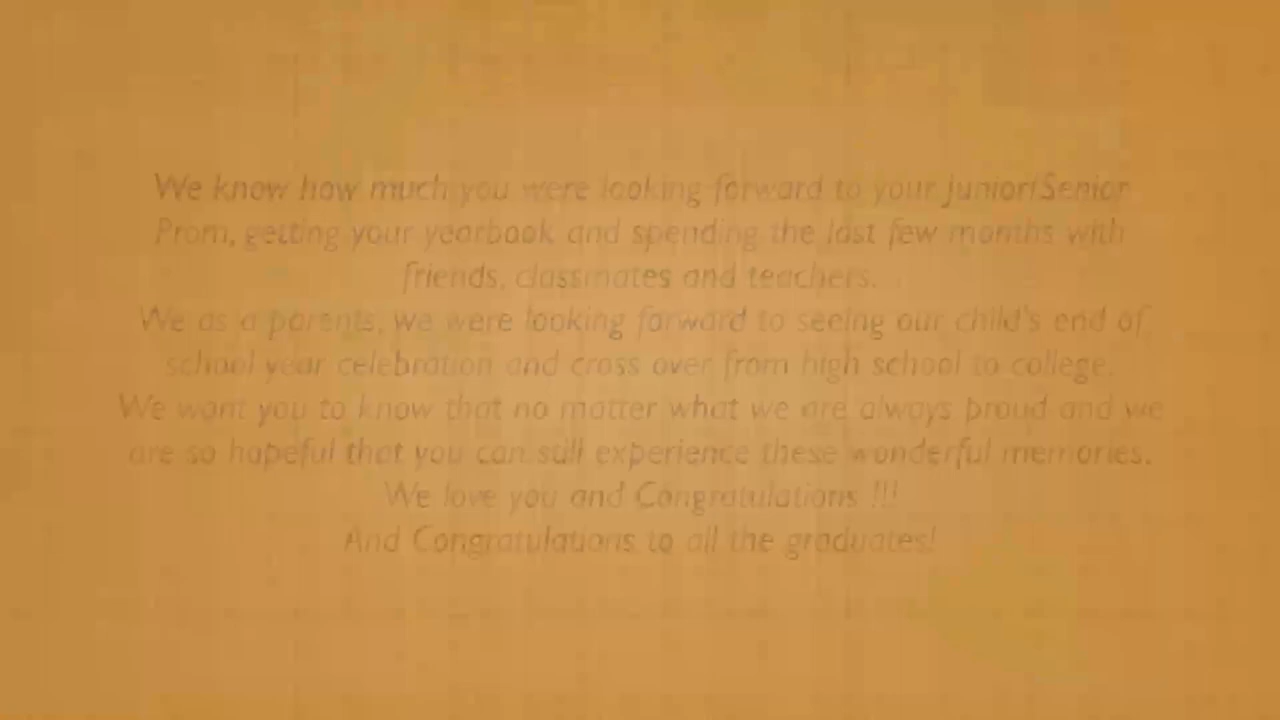 We know how much you were looking forward to your Junior/Senior
Prom, getting your yearbook and spending the last few months with
friends, classmates and teachers.
We as a parents, we were looking forward to seeing our child's end of
school year celebration and cross over from high school to college.
We want you to know that no matter what we are always proud and we
are so hopeful that you can still experience these wonderful memories.
We love you and Congratulations !!!
And Congratulations to all the graduates!